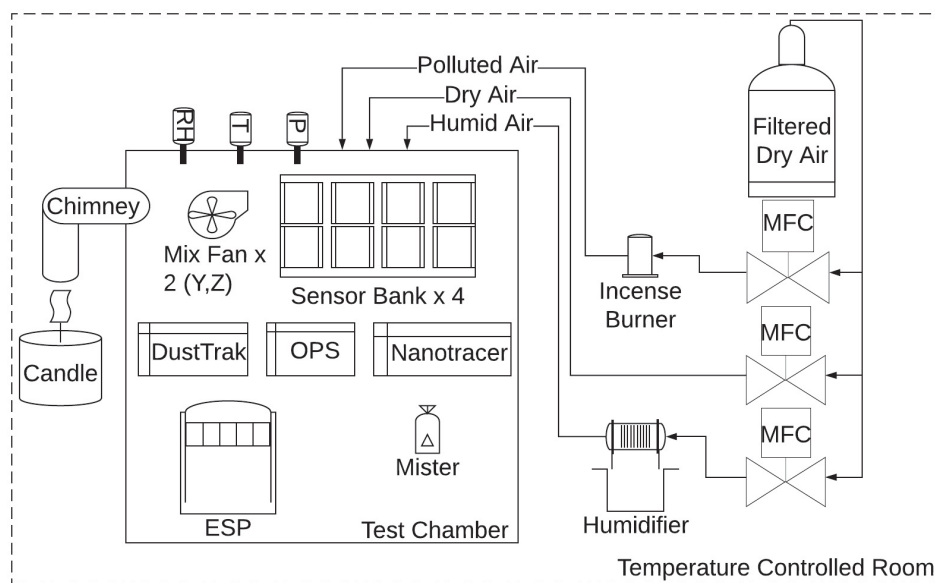 Polluted Air
Dry Air
Humid Air
Filtered
Dry Air
RH
T
P
Chimney
MFC
Mix Fan x
2 (Y,Z)
Sensor Bank x 4
Incense
Burner
MFC
DustTrak
OPS
Nanotracer
Candle
MFC
Mister
ESP
Test Chamber
Humidifier
Temperature Controlled Room